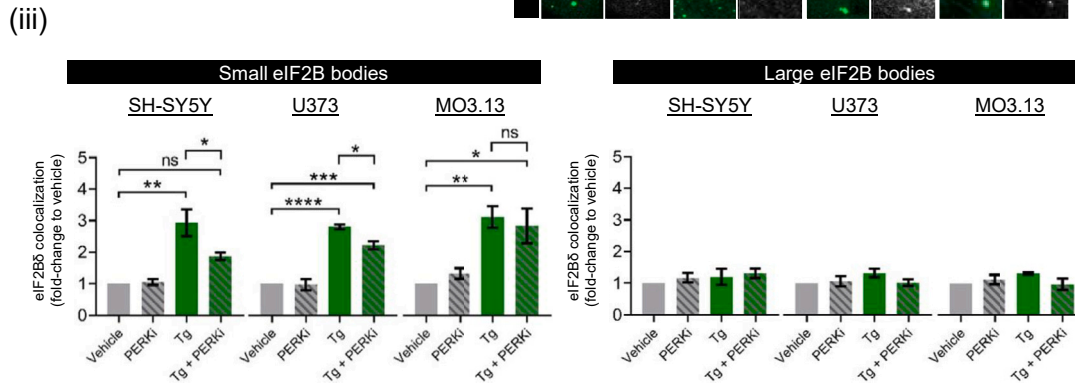 (iii)
Small eIF2B bodies
SH-SY5Y U373 MO3.13
eIF2Bδ colocalization
(fold-change to vehicle)
5
4
3
2
1
0
** ns *
**** *** *
** * ns
Vehicle PERKi Tg Tg + PERKi
Vehicle PERKi Tg Tg + PERKi
Vehicle PERKi Tg Tg + PERKi
Large eIF2B bodies
SH-SY5Y U373 MO3.13
eIF2Bδ colocalization
(fold-change to vehicle)
5
4
3
2
1
0
Vehicle PERKi Tg Tg + PERKi
Vehicle PERKi Tg Tg + PERKi
Vehicle PERKi Tg Tg + PERKi